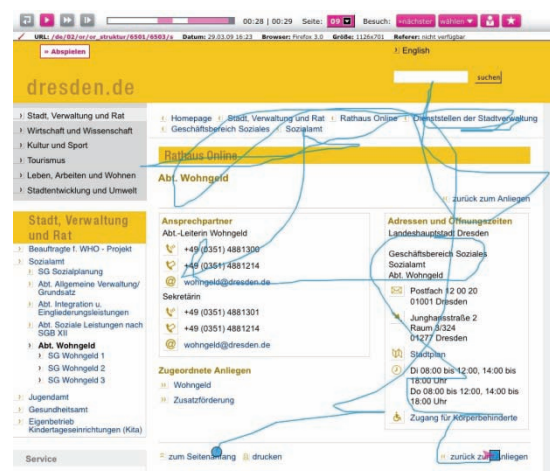 00:28 | 00:29 Seite: 09 Besuch: «nächster wählen
URL: /de/02/or/or_struktur/6501/6503/s Datum: 29.03.09 16:23 Browser: Firefox 3.0 Größe: 1126x701 Referer: nicht verfügbar
» Abspielen
English
suchen
dresden.de
Stadt, Verwaltung und Rat
Wirtschaft und Wissenschaft
Kultur und Sport
Tourismus
Leben, Arbeiten und Wohnen
Stadtentwicklung und Umwelt
Homepage Stadt, Verwaltung und Rat Rathaus Online Dienststellen der Stadtverwaltung
Geschäftsbereich Soziales Sozialamt
Rathaus Online
Abt. Wohngeld
zurück zum Anliegen
Stadt, Verwaltung
und Rat
Beauftragte f. WHO - Projekt
Sozialamt
SG Sozialplanung
Abt. Allgemeine Verwaltung/
Grundsatz
Abt. Integration u.
Eingliederungsleistungen
Abt. Soziale Leistungen nach
SGB XII
Abt. Wohngeld
SG Wohngeld 1
SG Wohngeld 2
SG Wohngeld 3
Jugendamt
Gesundheitsamt
Eigenbetrieb
Kindertageseinrichtungen (Kita)
Service
Ansprechpartner
Abt.-Leiterin Wohngeld
+49 (0351) 4881300
+49 (0351) 4881214
@ wohngeld@dresden.de
Sekretärin
+49 (0351) 4881301
+49 (0351) 4881214
@ wohngeld@dresden.de
Zugeordnete Anliegen
Wohngeld
Zusatzförderung
Adressen und Öffnungszeiten
Landeshauptstadt Dresden
Geschäftsbereich Soziales
Sozialamt
Abt. Wohngeld
Postfach 12 00 20
01001 Dresden
Junghansstraße 2
Raum 3/324
01277 Dresden
Stadtplan
Di 08:00 bis 12:00, 14:00 bis
18:00 Uhr
Do 08:00 bis 12:00, 14:00 bis
18:00 Uhr
Zugang für Körperbehinderte
zum Seitenanfang drucken
zurück zum Anliegen